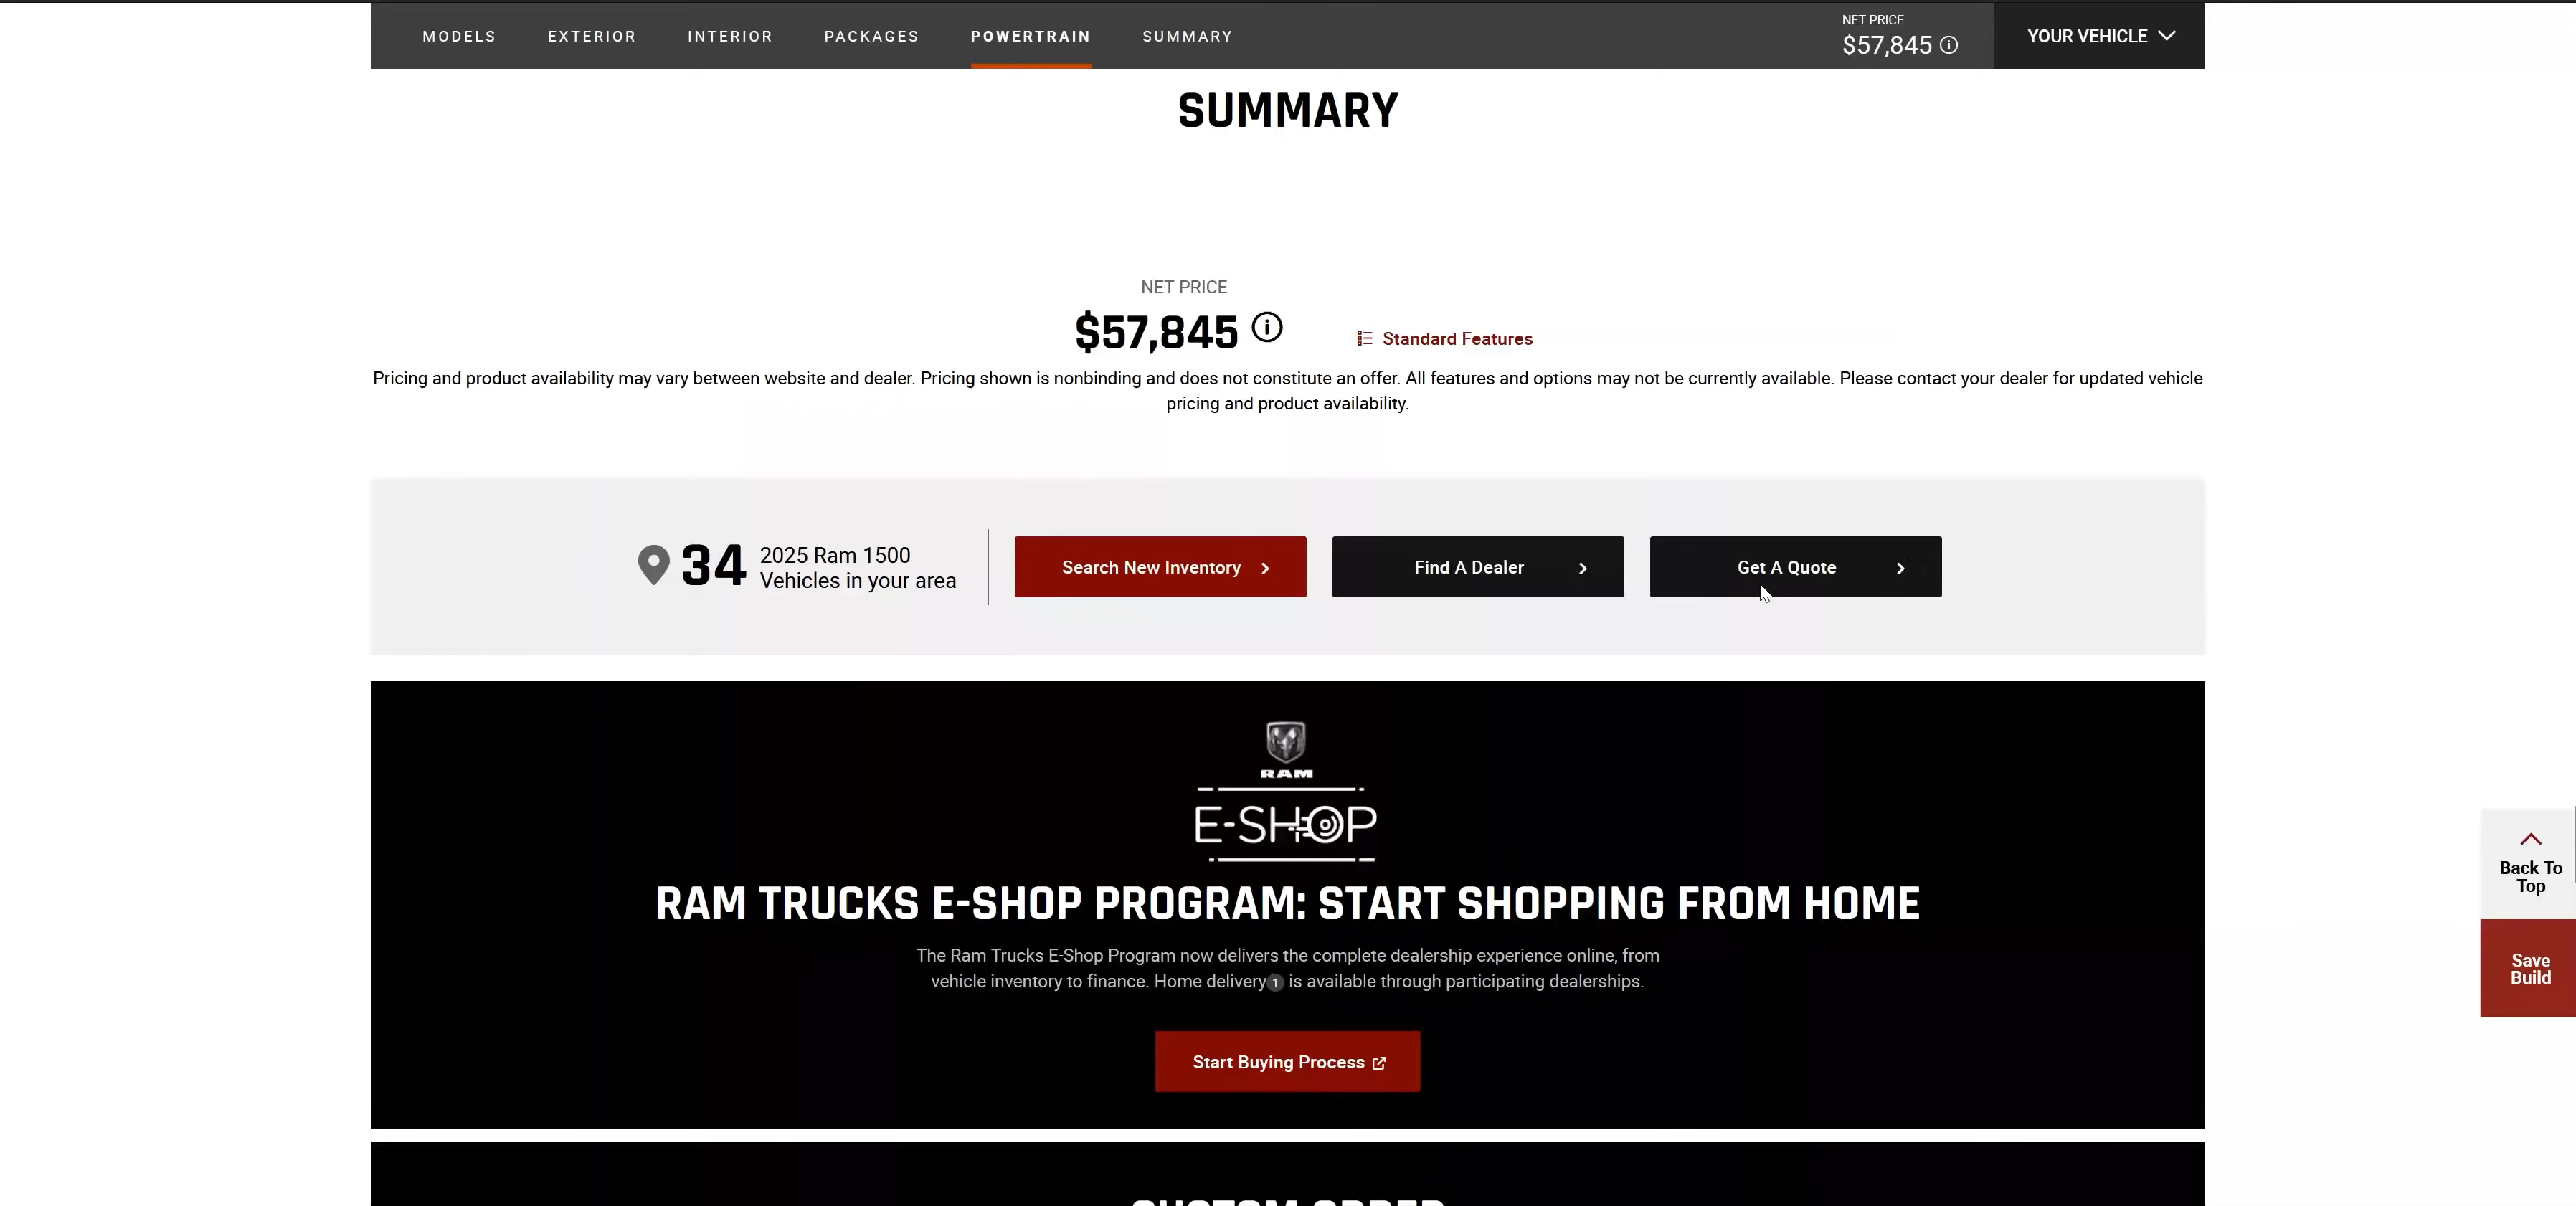 MODELS
EXTERIOR
INTERIOR
PACKAGES
POWERTRAIN
SUMMARY
NET PRICE
$57,845
YOUR VEHICLE
SUMMARY
NET PRICE
$57,845
Standard Features
Pricing and product availability may vary between website and dealer. Pricing shown is nonbinding and does not constitute an offer. All features and options may not be currently available. Please contact your dealer for updated vehicle
pricing and product availability.
34
2025 Ram 1500
Vehicles in your area
Search New Inventory
Find A Dealer
Get A Quote
RAM
E-SHOP
RAM TRUCKS E-SHOP PROGRAM: START SHOPPING FROM HOME
The Ram Trucks E-Shop Program now delivers the complete dealership experience online, from
vehicle inventory to finance. Home delivery 1 is available through participating dealerships.
Start Buying Process
Back To
Top
Save
Build
CUSTOM ORDER